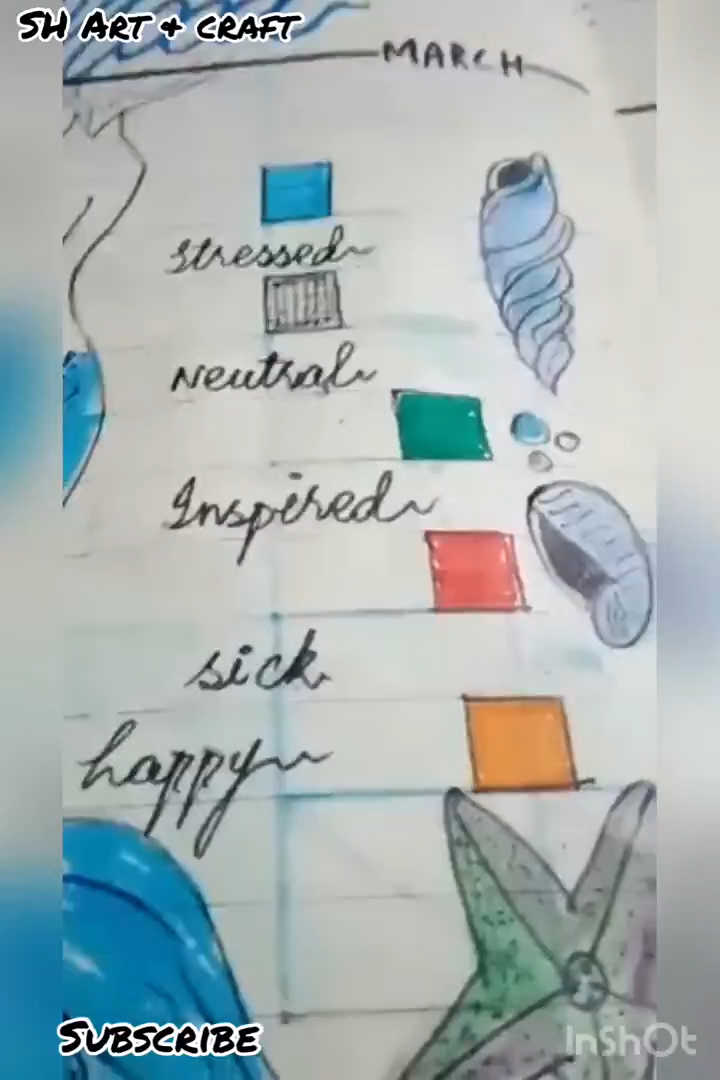 SH ART & CRAFT
MARCH
Stressed
Neutral
Inspired
sick
happy
SUBSCRIBE
InShOt